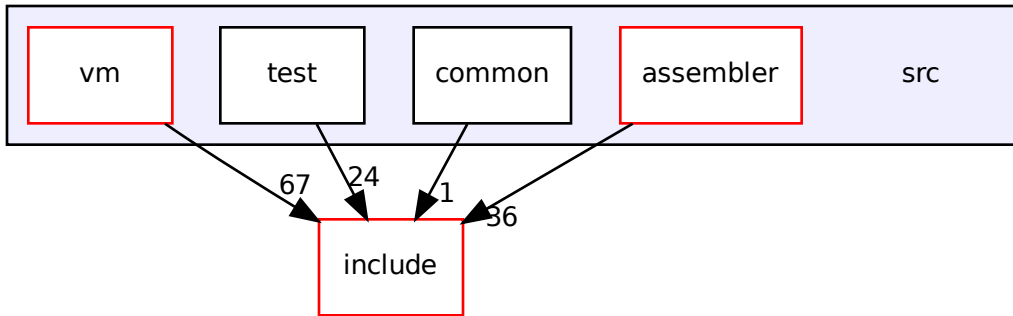 vm
test
common
assembler
src
67
24
1
36
include